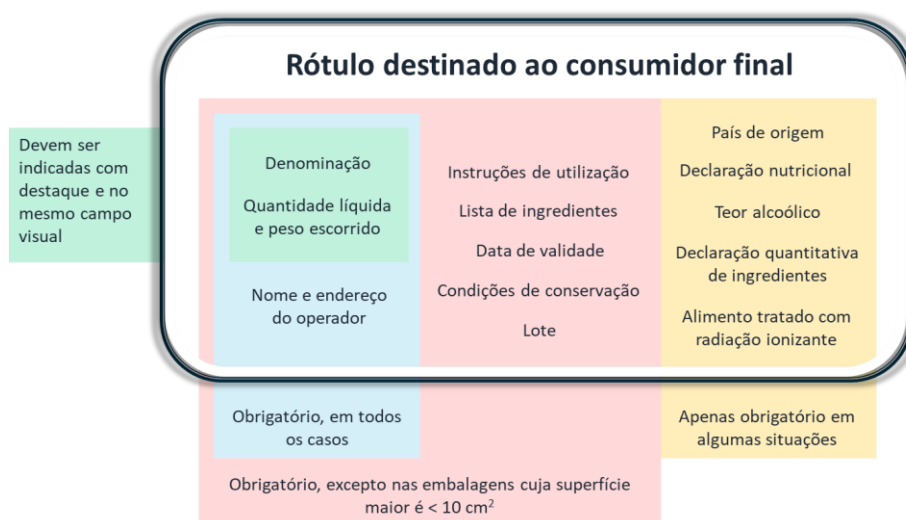 Rótulo destinado ao consumidor final
Devem ser
indicadas com
destaque e no
mesmo campo
visual
Denominação
Quantidade líquida
e peso escorrido
Nome e endereço
do operador
Instruções de utilização
Lista de ingredientes
Data de validade
Condições de conservação
Lote
País de origem
Declaração nutricional
Teor alcoólico
Declaração quantitativa
de ingredientes
Alimento tratado com
radiação ionizante
Obrigatório, em todos
os casos
Apenas obrigatório em
algumas situações
Obrigatório, excepto nas embalagens cuja superfície
maior é < 10 cm²